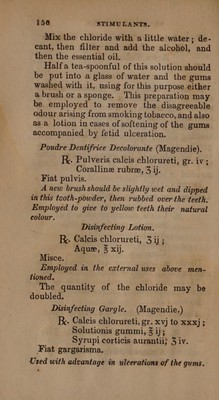 156 STIMULANTS.
Mix the chloride with a little water; de-
cant, then filter and add the alcohol, and
then the essential oil.
Half a tea-spoonful of this solution should
be put into a glass of water and the gums
washed with it, using for this purpose either
a brush or a sponge. This preparation may
be employed to remove the disagreeable
odour arising from smoking tobacco, and also
as a lotion in cases of softening of the gums
accompanied by fetid ulceration.
Poudre Dentifrice Decolorante (Magendie).
℞. Pulveris calcis chlorureti, gr. iv;
Corallinæ rubræ, ʒ ij.
Fiat pulvis.
A new brush should be slightly wet and dipped
in this tooth-powder, then rubbed over the teeth.
Employed to give to yellow teeth their natural
colour.
Disinfecting Lotion.
℞. Calcis chlorureti, ʒ ij;
Aquæ, ℥ xij.
Misce.
Employed in the external uses above men-
tioned.
The quantity of the chloride may be
doubled.
Disinfecting Gargle. (Magendie.)
℞. Calcis chlorureti, gr. xvj to xxxj;
Solutionis gummi, ℥ ij;
Syrupi corticis aurantii; ʒ iv.
Fiat gargarisma.
Used with advantage in ulcerations of the gums.